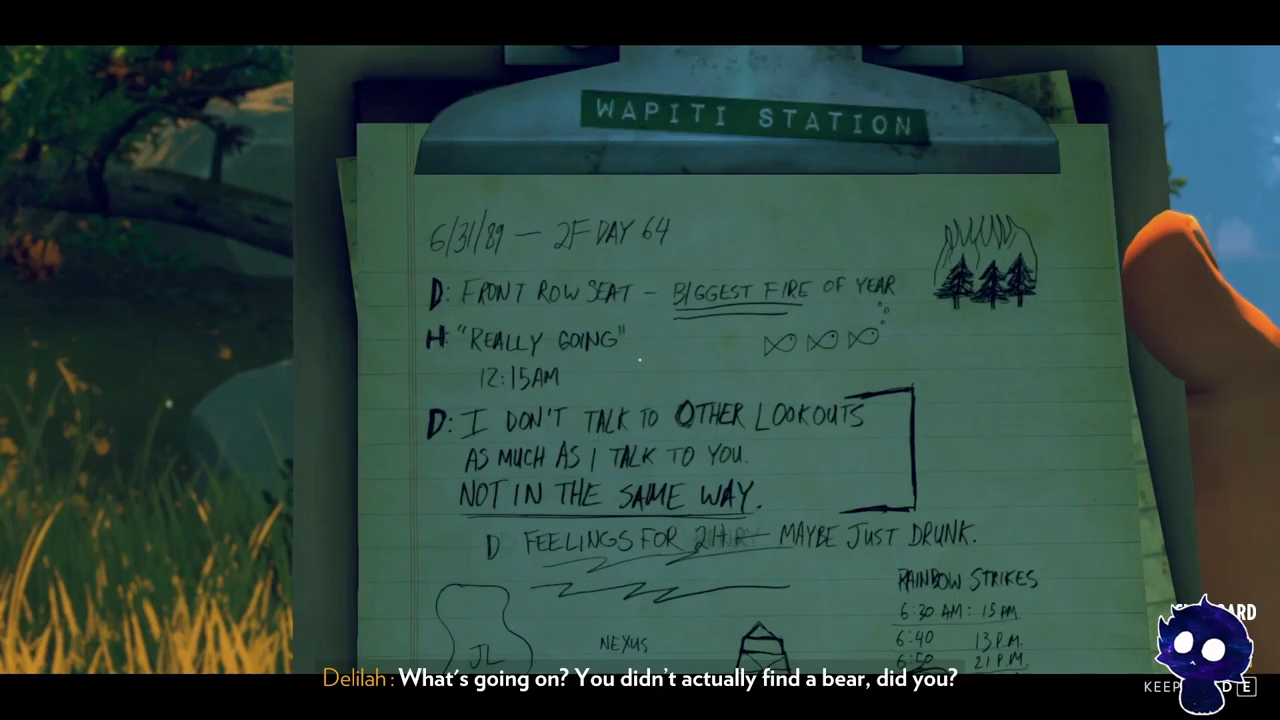 WAPITI STATION
6/31/89 — 2F DAY 64
D: FRONT ROW SEAT — BIGGEST FIRE OF YEAR
H: "REALLY GOING"
12:15AM
D: I DON'T TALK TO OTHER LOOKOUTS
AS MUCH AS I TALK TO YOU.
NOT IN THE SAME WAY.
D FEELINGS FOR MAYBE JUST DRUNK.
RAINBOW STRIKES
6:30 AM: 15 PM
6:40 13 P.M.
6:50 21 P.M.
JL
NEXUS
Delilah : What's going on? You didn't actually find a bear, did you?
KEEP E